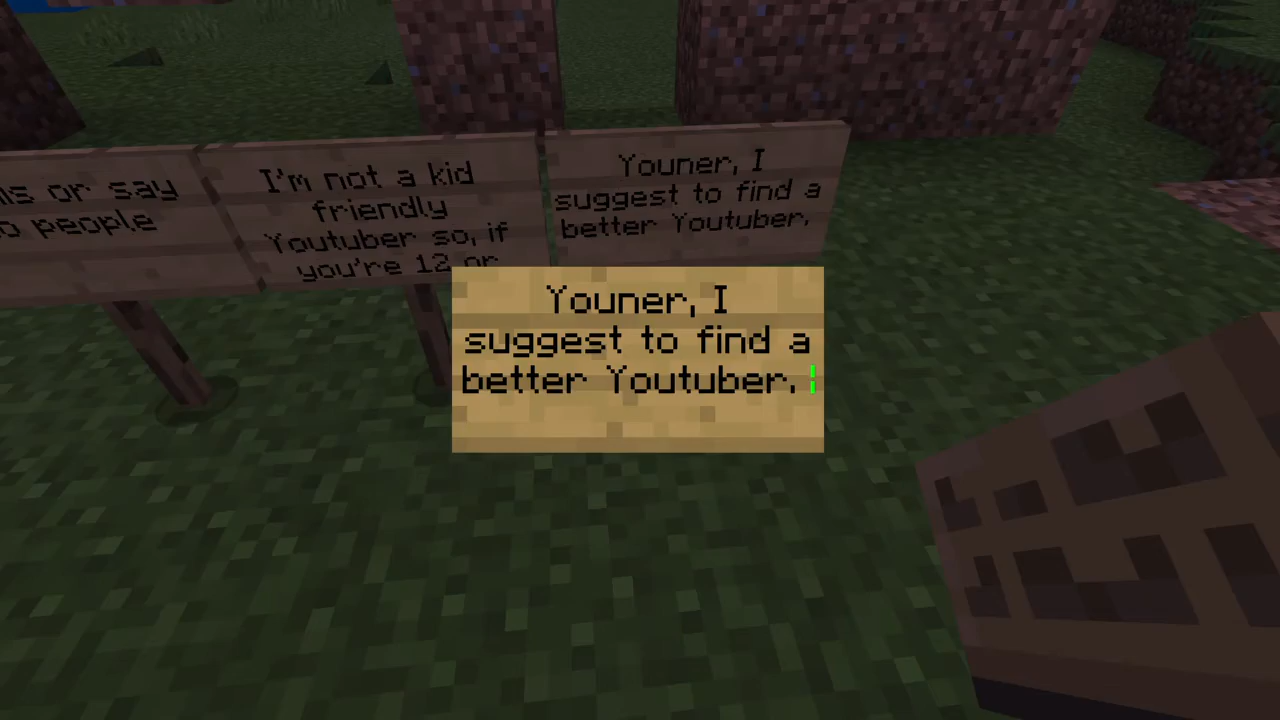 ls or say
o people
I'm not a kid
friendly
Youtuber so, if
you're 12 or
Youner, I
suggest to find a
better Youtuber,
Youner, I
suggest to find a
better Youtuber,